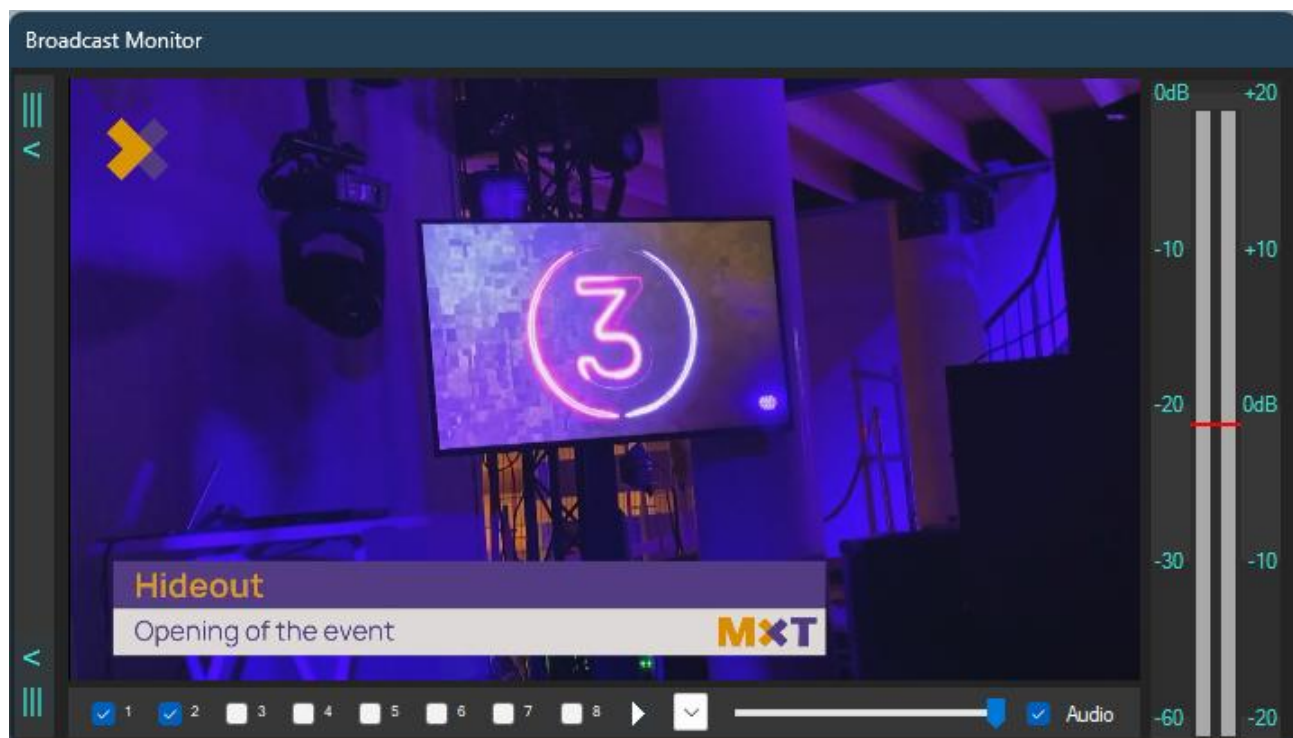 Broadcast Monitor
0dB +20
-10 +10
3
-20 0dB
-30 -10
Hideout
Opening of the event
MXT
1 2 3 4 5 6 7 8 Audio
-60 -20